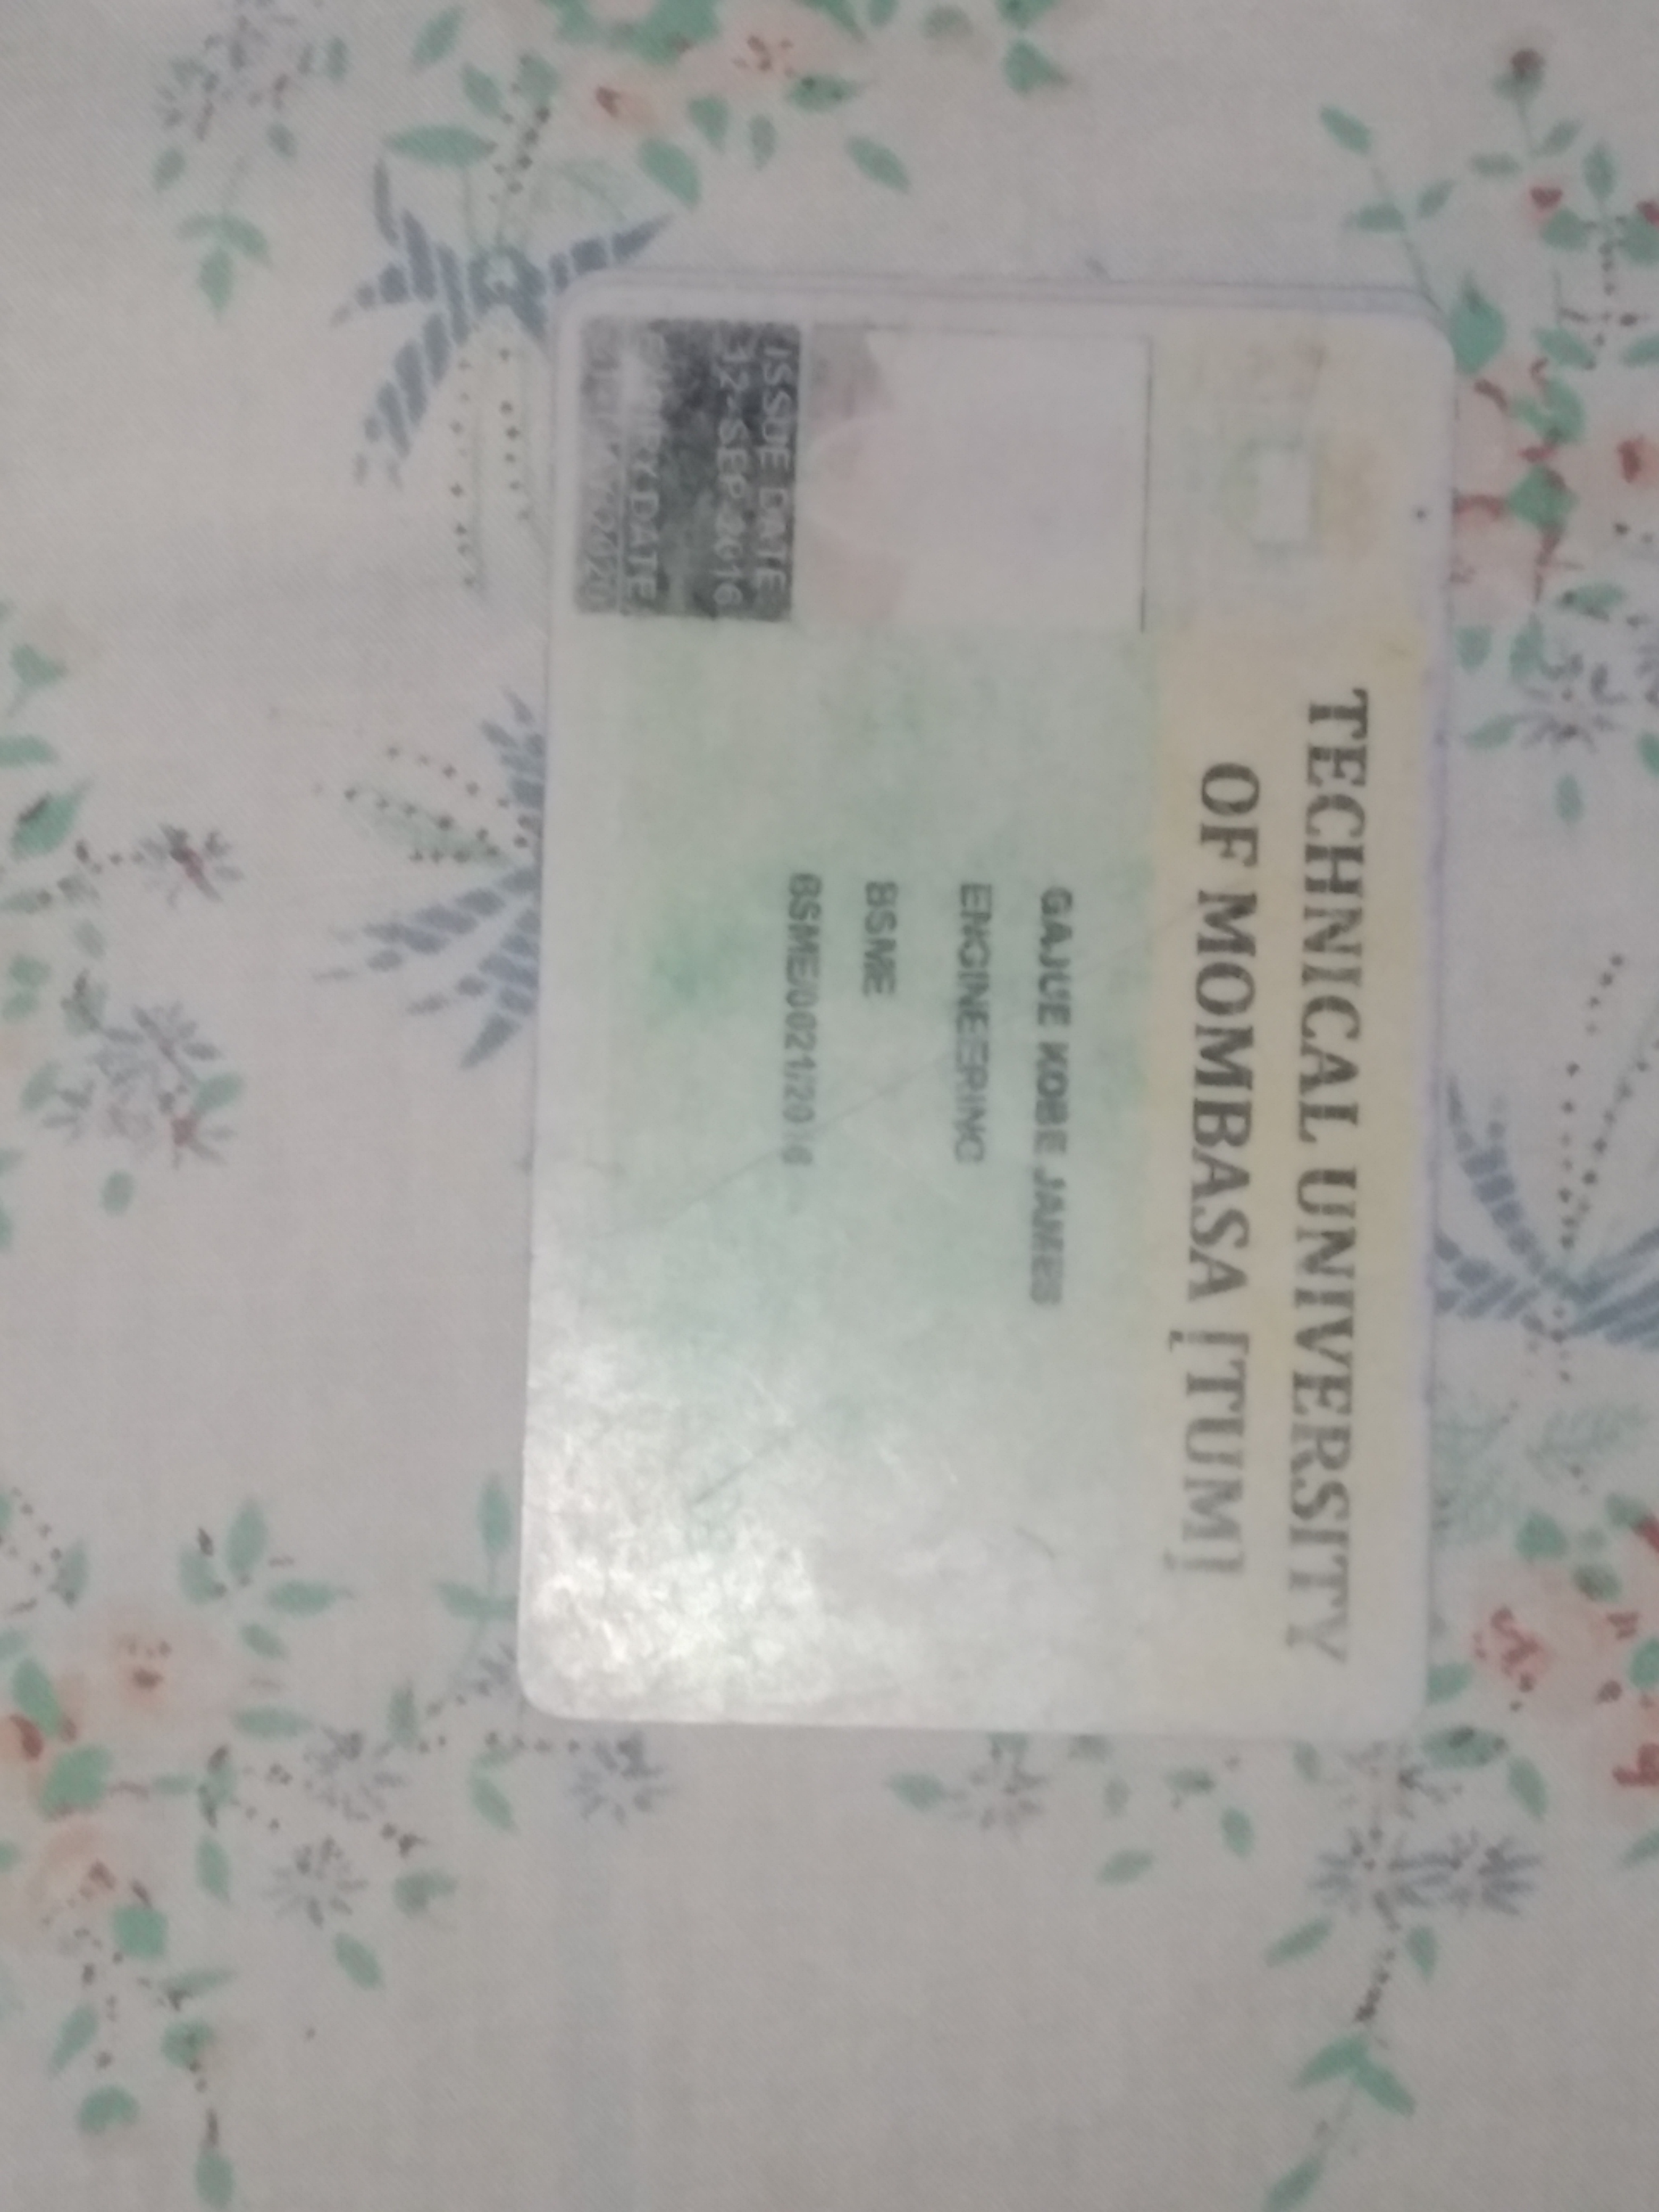 TECHNICAL UNIVERSITY
OF MOMBASA [TUM]
GAJUE KOBE JAMES
ENGINEERING
BSME
BSME/0021/2016
ISSUE DATE
12-SEP-2016
EXPIRY DATE
2020